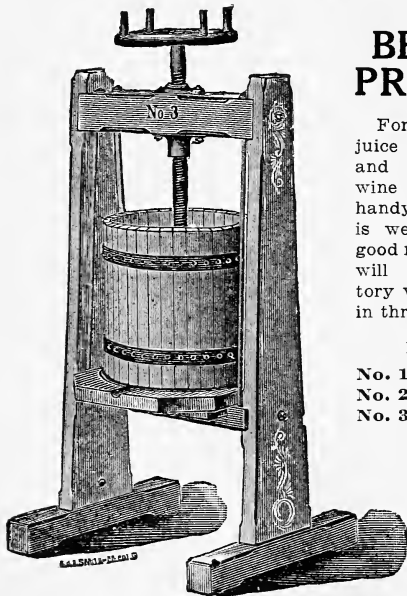 No. 3
BE
PR
For
juice
and
wine
handy
is we
good r
will
tory v
in thr
No. 1
No. 2
No. 3